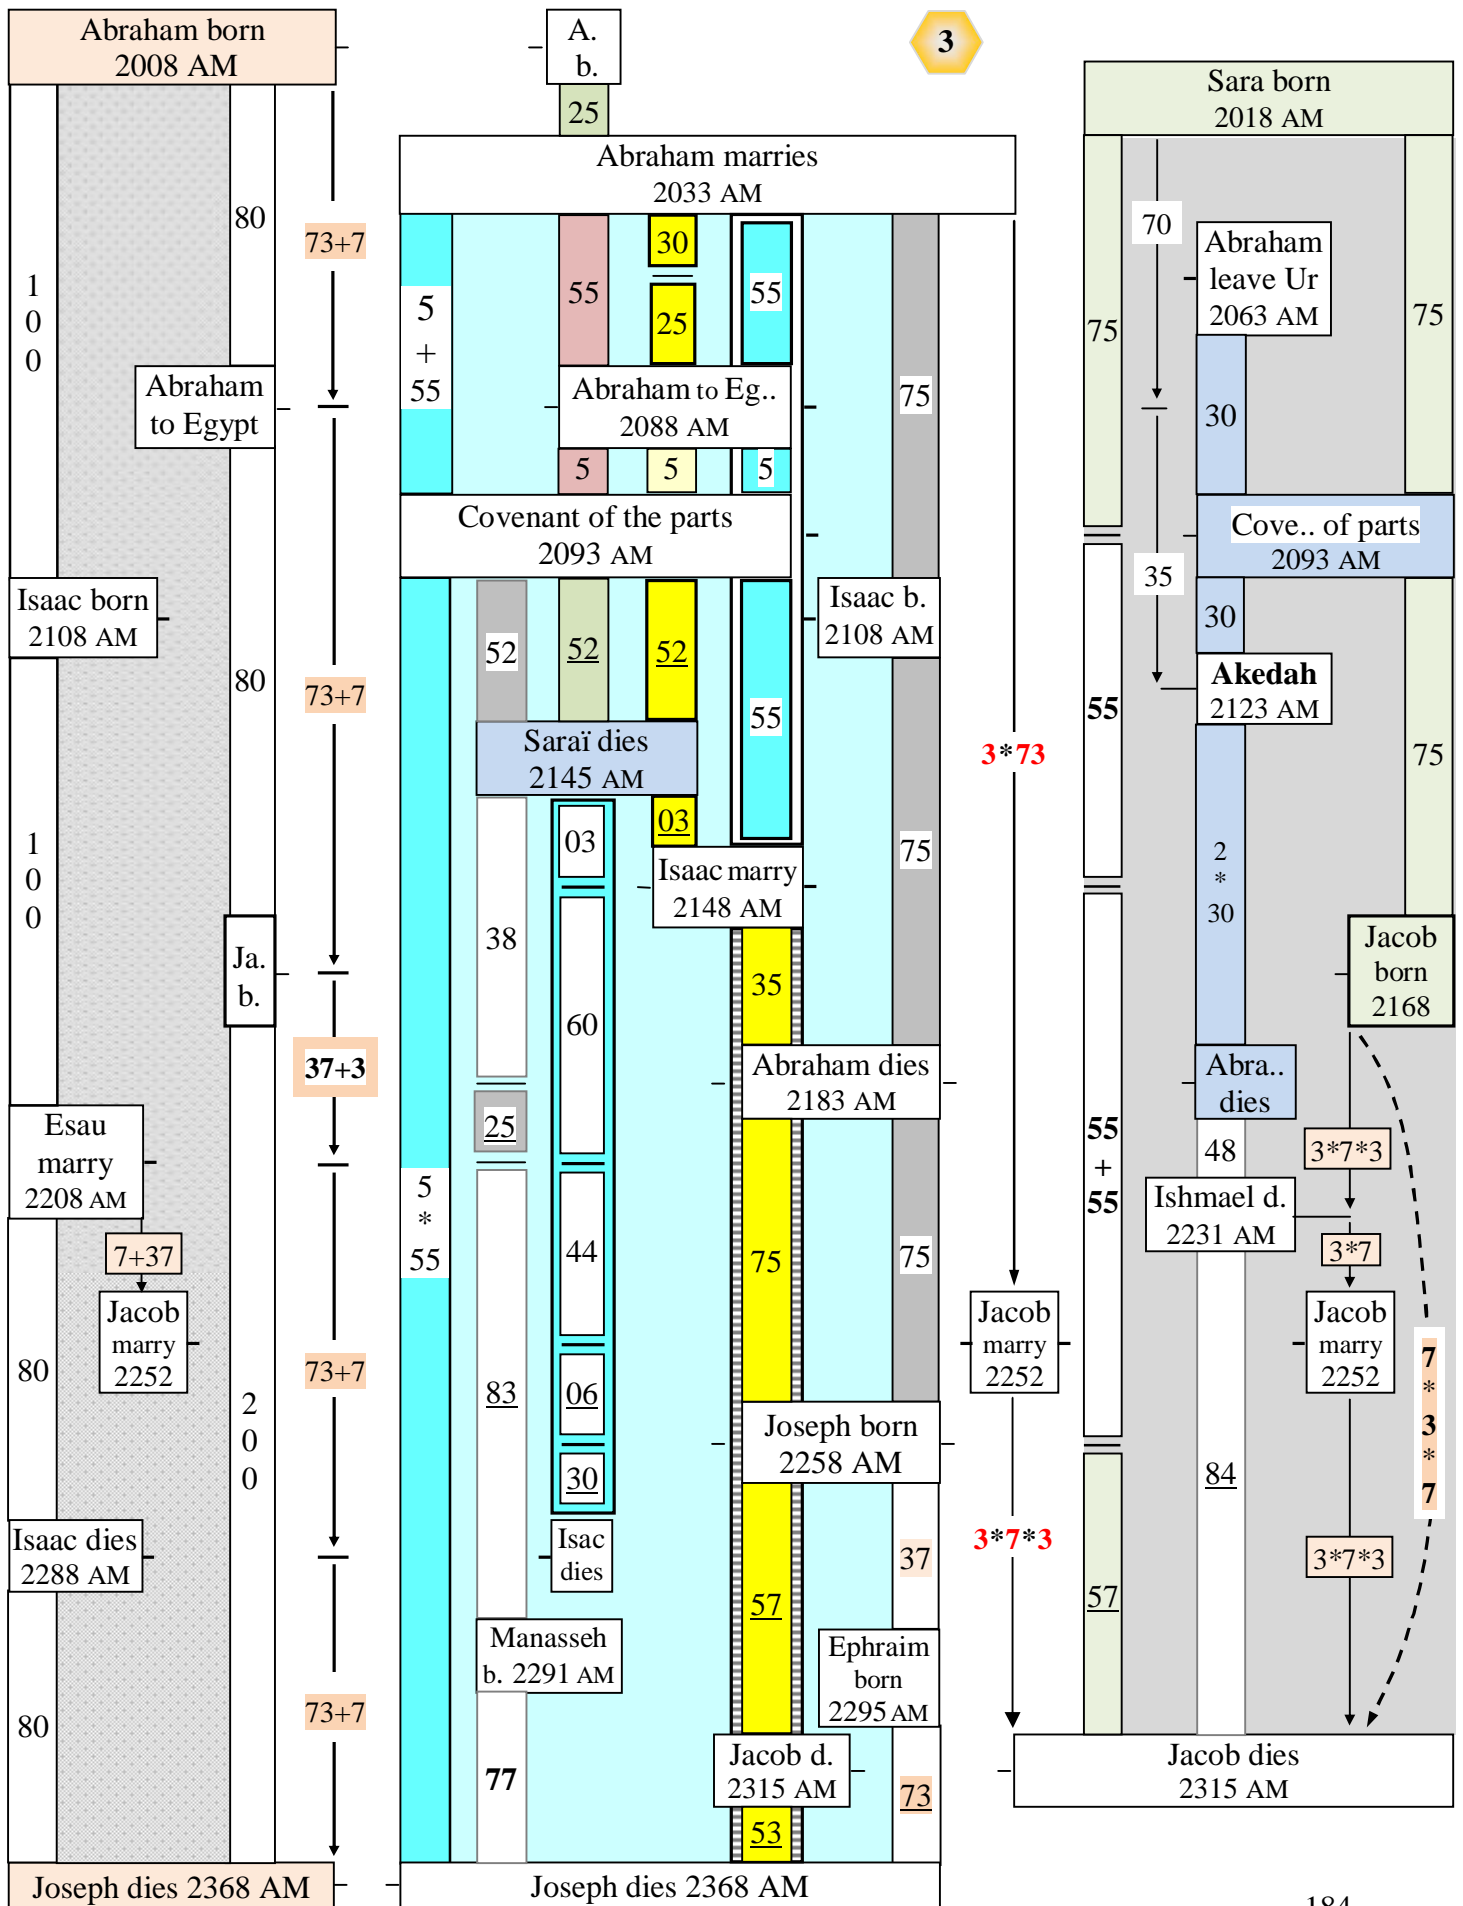 Abraham born
2008 AM
A.
b.
3
Sara born
2018 AM
25
Abraham marries
2033 AM
80
73+7
1
0
0
5
+
55
55
30
25
55
75
75
70
Abraham
leave Ur
2063 AM
75
Abraham
to Egypt
Abraham to Eg..
2088 AM
30
5
5
5
Covenant of the parts
2093 AM
Cove.. of parts
2093 AM
35
Isaac born
2108 AM
Isaac b.
2108 AM
30
52
52
52
55
80
73+7
Akedah
2123 AM
55
Saraï dies
2145 AM
3*73
75
03
03
75
1
0
0
Isaac marry
2148 AM
2
*
30
38
Ja.
b.
Jacob
born
2168
35
60
37+3
Abraham dies
2183 AM
Abra..
dies
Esau
marry
2208 AM
25
55
+
55
48
3*7*3
5
*
55
Ishmael d.
2231 AM
7+37
44
75
75
3*7
Jacob
marry
2252
Jacob
marry
2252
Jacob
marry
2252
80
73+7
2
0
0
83
06
7
*
3
*
7
Joseph born
2258 AM
30
84
Isaac dies
2288 AM
Isac
dies
37
3*7*3
3*7*3
57
57
Manasseh
b. 2291 AM
Ephraim
born
2295 AM
80
73+7
77
Jacob d.
2315 AM
73
Jacob dies
2315 AM
53
Joseph dies 2368 AM
Joseph dies 2368 AM
184